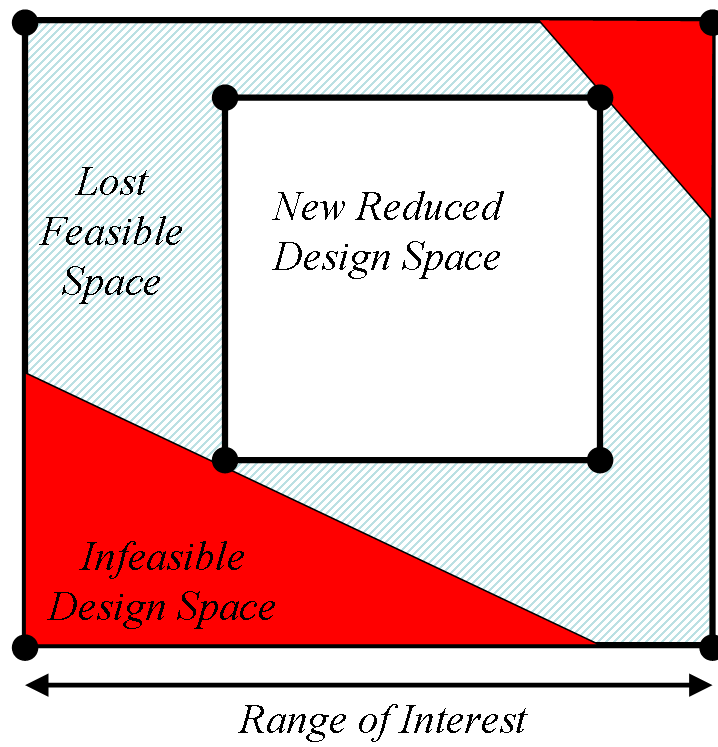 Lost
Feasible
Space
New Reduced
Design Space
Infeasible
Design Space
Range of Interest